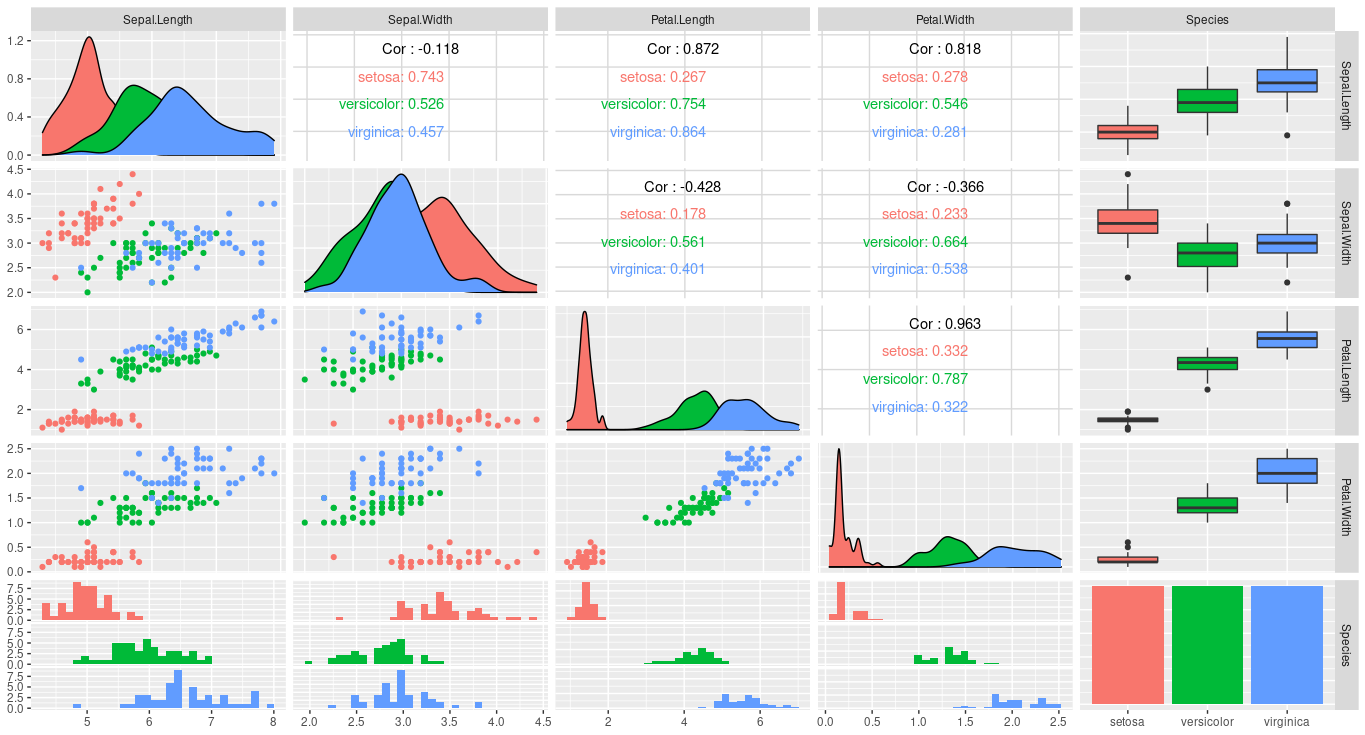 Sepal.Length Sepal.Width Petal.Length Petal.Width Species
1.2
0.8
0.4
0.0
Cor : -0.118
setosa: 0.743
versicolor: 0.526
virginica: 0.457
Cor : 0.872
setosa: 0.267
versicolor: 0.754
virginica: 0.864
Cor : 0.818
setosa: 0.278
versicolor: 0.546
virginica: 0.281
Sepal.Length
4.5
4.0
3.5
3.0
2.5
2.0
Cor : -0.428
setosa: 0.178
versicolor: 0.561
virginica: 0.401
Cor : -0.366
setosa: 0.233
versicolor: 0.664
virginica: 0.538
Sepal.Width
6
4
2
Cor : 0.963
setosa: 0.332
versicolor: 0.787
virginica: 0.322
Petal.Length
2.5
2.0
1.5
1.0
0.5
0.0
Petal.Width
7.5
5.0
2.5
0.0
7.5
5.0
2.5
0.0
7.5
5.0
2.5
0.0
Species
5 6 7 8
2.0 2.5 3.0 3.5 4.0 4.5
2 4 6
0.0 0.5 1.0 1.5 2.0 2.5
setosa versicolor virginica